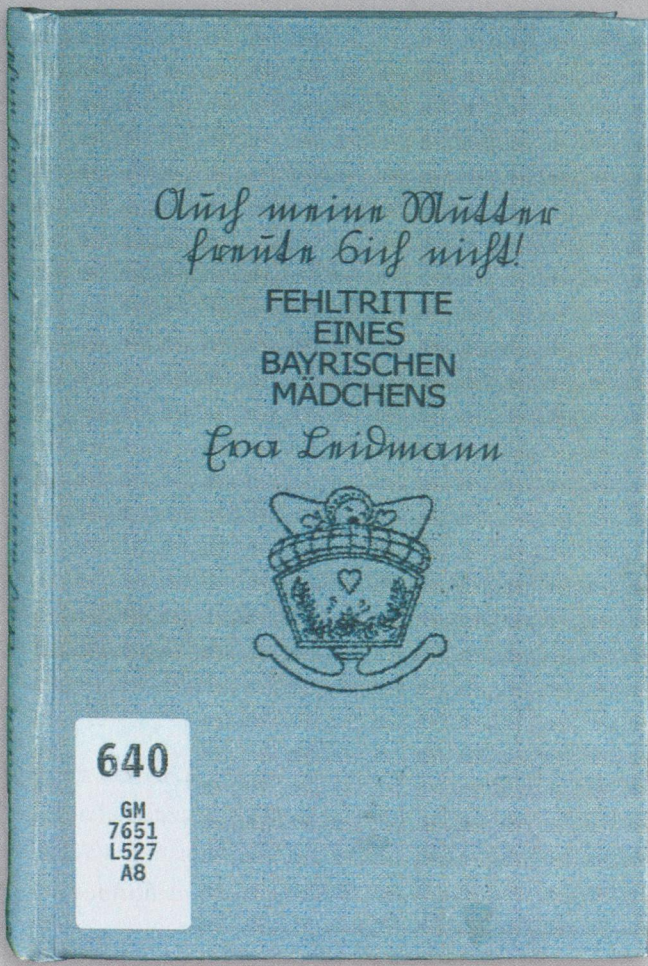 Auch meine Mutter
freute sich nicht!
FEHLTRITTE
EINES
BAYRISCHEN
MÄDCHENS
Eva Leidmann
640
GM
7651
L527
A8